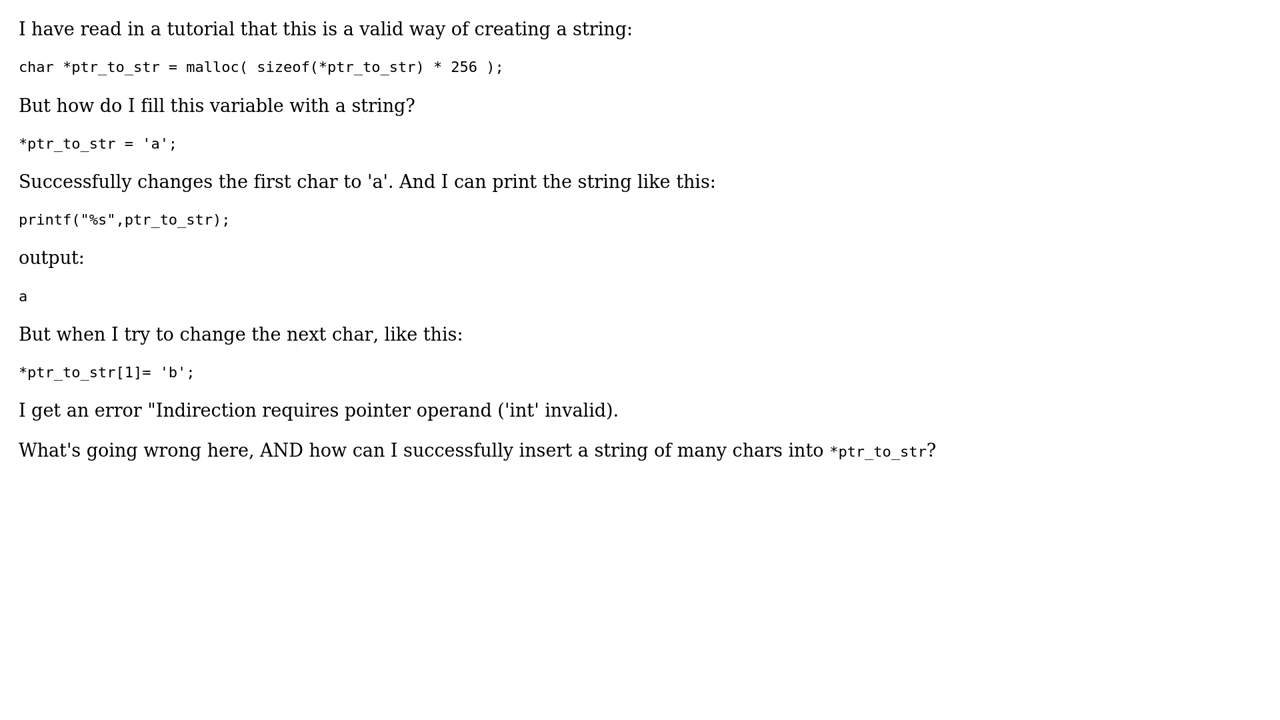 I have read in a tutorial that this is a valid way of creating a string:
char *ptr_to_str = malloc( sizeof(*ptr_to_str) * 256 );
But how do I fill this variable with a string?
*ptr_to_str = 'a';
Successfully changes the first char to 'a'. And I can print the string like this:
printf("%s",ptr_to_str);
output:
a
But when I try to change the next char, like this:
*ptr_to_str[1]= 'b';
I get an error "Indirection requires pointer operand ('int' invalid).
What's going wrong here, AND how can I successfully insert a string of many chars into *ptr_to_str?